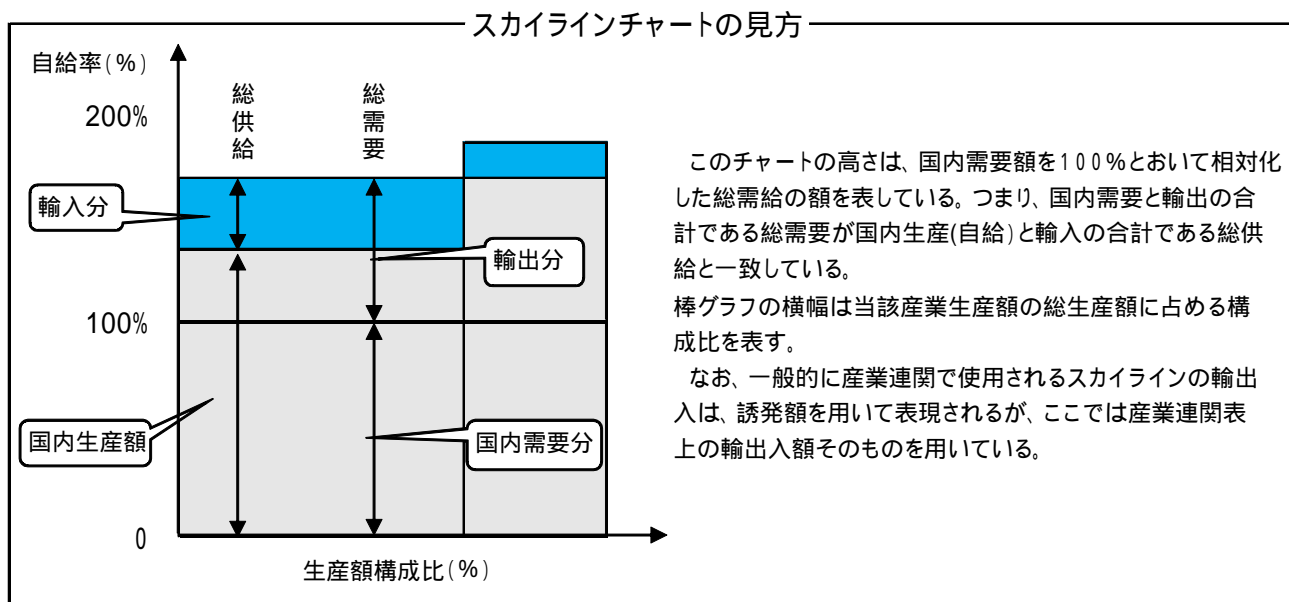 スカイラインチャートの見方
自給率(%)
200%
総供給
総需要
輸入分
輸出分
100%
国内生産額
国内需要分
0
生産額構成比(%)
このチャートの高さは、国内需要額を100%とおいて相対化
した総需給の額を表している。つまり、国内需要と輸出の合
計である総需要が国内生産(自給)と輸入の合計である総供
給と一致している。
棒グラフの横幅は当該産業生産額の総生産額に占める構
成比を表す。
なお、一般的に産業連関で使用されるスカイラインの輸出
入は、誘発額を用いて表現されるが、ここでは産業連関表
上の輸出入額そのものを用いている。